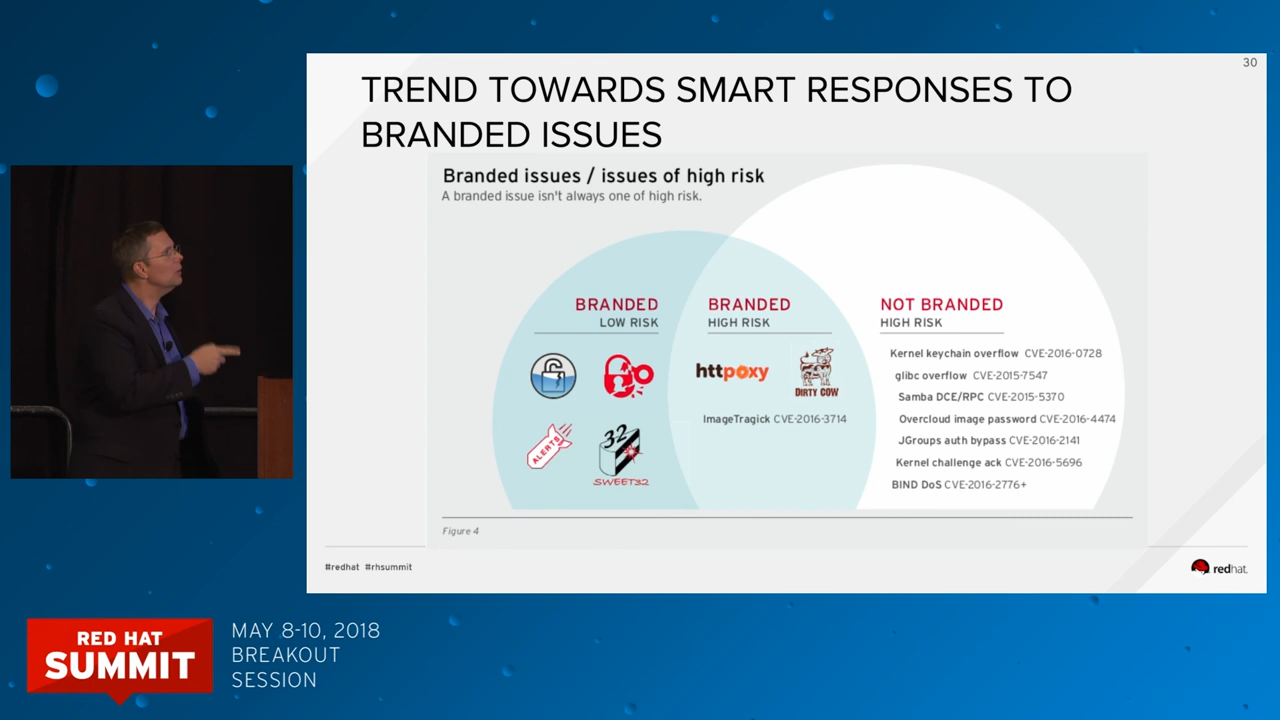 30
TREND TOWARDS SMART RESPONSES TO
BRANDED ISSUES
Branded issues / issues of high risk
A branded issue isn't always one of high risk.
BRANDED
LOW RISK
ALERTS
32
SWEET32
BRANDED
HIGH RISK
httpoxy
DIRTY COW
ImageTragick CVE-2016-3714
NOT BRANDED
HIGH RISK
Kernel keychain overflow CVE-2016-0728
glibc overflow CVE-2015-7547
Samba DCE/RPC CVE-2015-5370
Overcloud image password CVE-2016-4474
JGroups auth bypass CVE-2016-2141
Kernel challenge ack CVE-2016-5696
BIND DoS CVE-2016-2776+
Figure 4
#redhat #rhsummit
redhat.
RED HAT
SUMMIT
MAY 8-10, 2018
BREAKOUT
SESSION